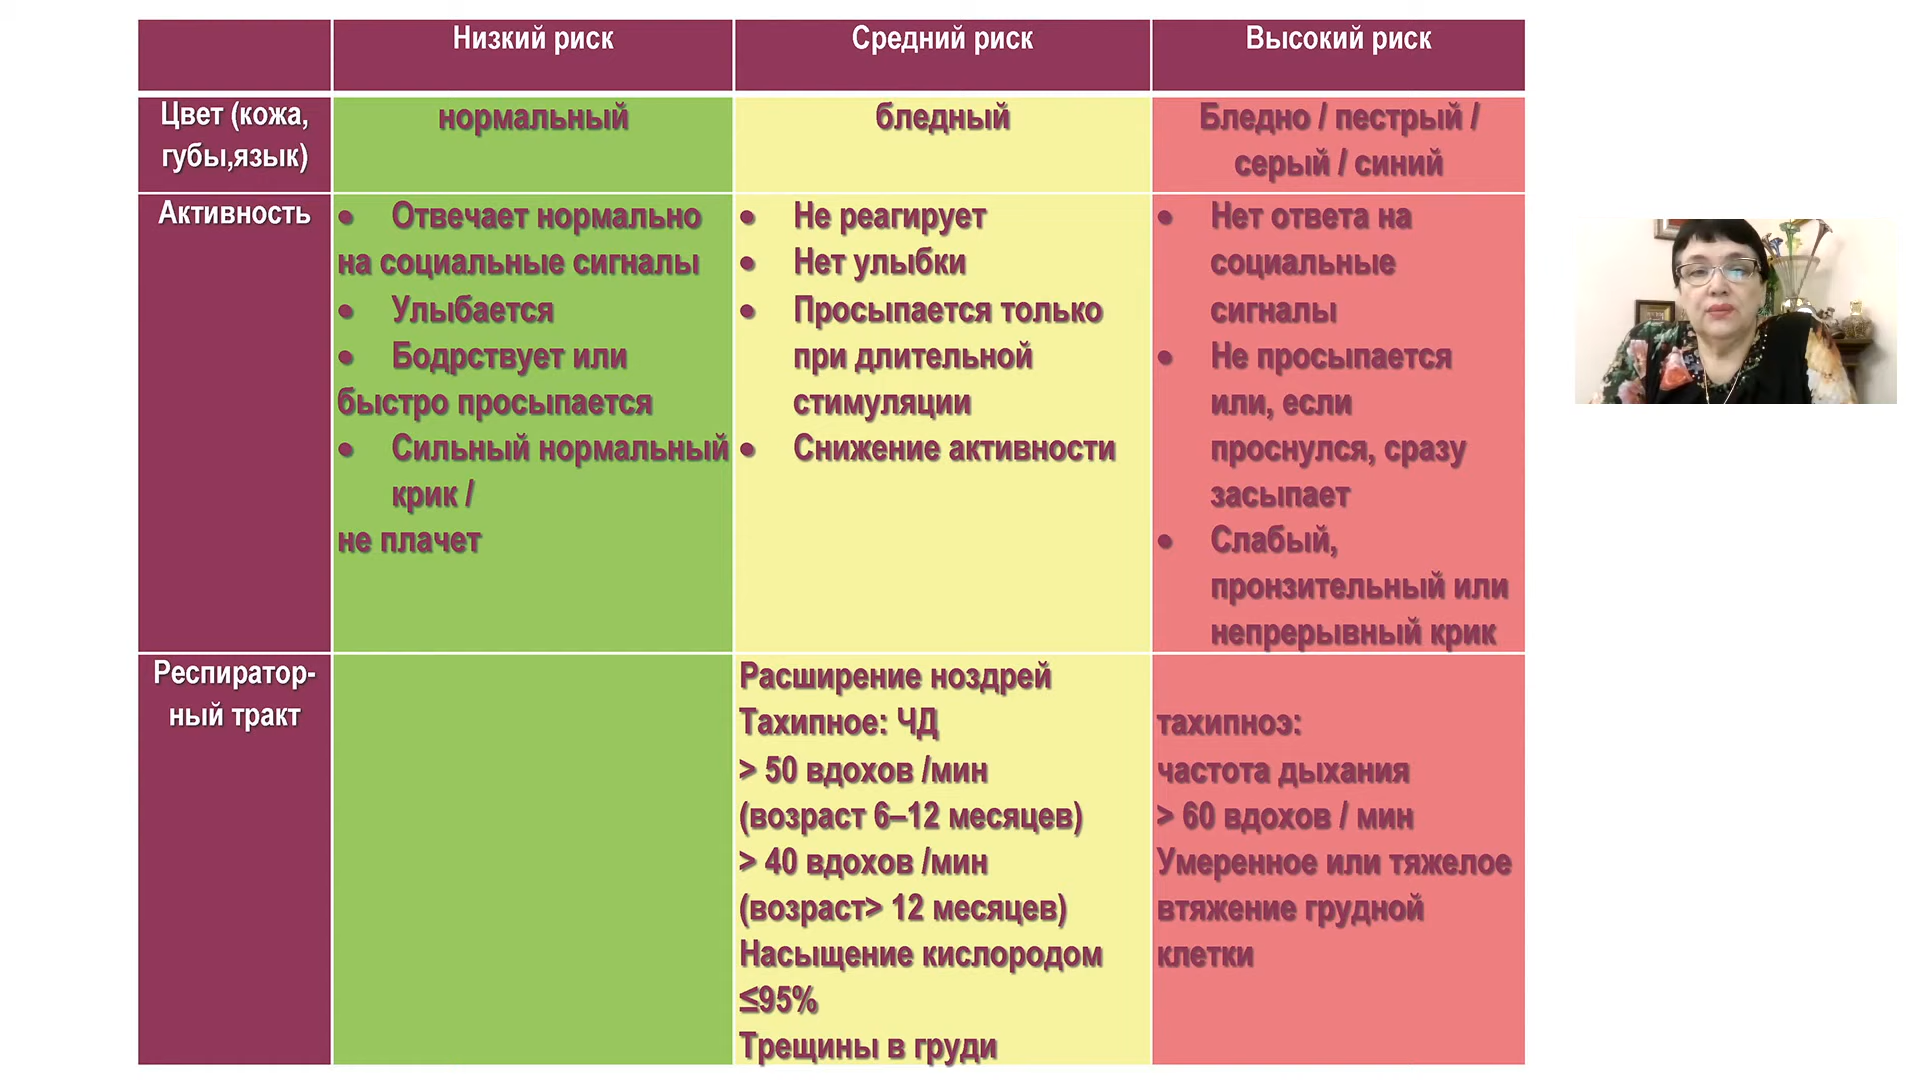 Низкий риск
Средний риск
Высокий риск
Цвет (кожа,
губы,язык)
нормальный
бледный
Бледно / пестрый /
серый / синий
Активность
• Отвечает нормально
на социальные сигналы
• Улыбается
• Бодрствует или
быстро просыпается
• Сильный нормальный
крик /
не плачет
• Не реагирует
• Нет улыбки
• Просыпается только
при длительной
стимуляции
• Снижение активности
• Нет ответа на
социальные
сигналы
• Не просыпается
или, если
проснулся, сразу
засыпает
• Слабый,
пронзительный или
непрерывный крик
Респиратор-
ный тракт
Расширение ноздрей
Тахипное: ЧД
> 50 вдохов /мин
(возраст 6–12 месяцев)
> 40 вдохов /мин
(возраст> 12 месяцев)
Насыщение кислородом
≤95%
Трещины в груди
тахипноэ:
частота дыхания
> 60 вдохов / мин
Умеренное или тяжелое
втяжение грудной
клетки